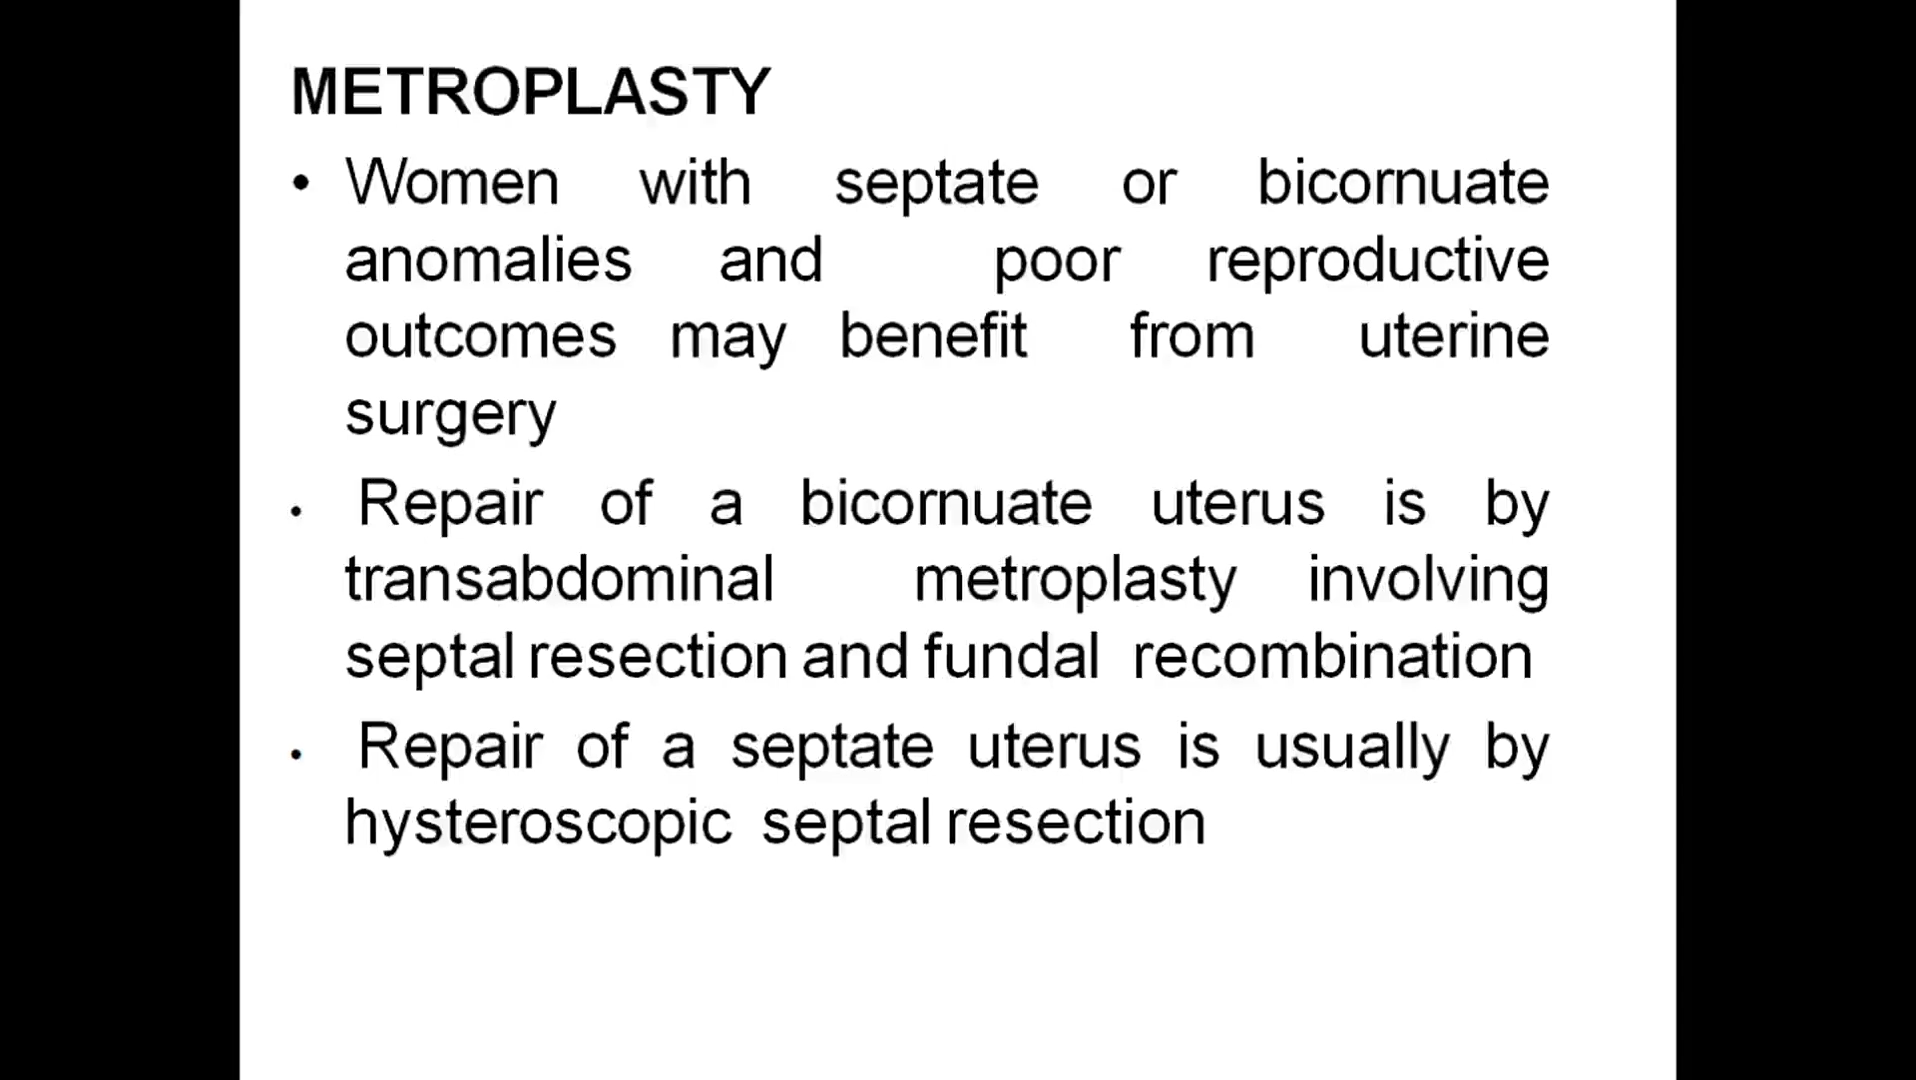 METROPLASTY
• Women with septate or bicornuate
anomalies and poor reproductive
outcomes may benefit from uterine
surgery
• Repair of a bicornuate uterus is by
transabdominal metroplasty involving
septal resection and fundal recombination
• Repair of a septate uterus is usually by
hysteroscopic septal resection